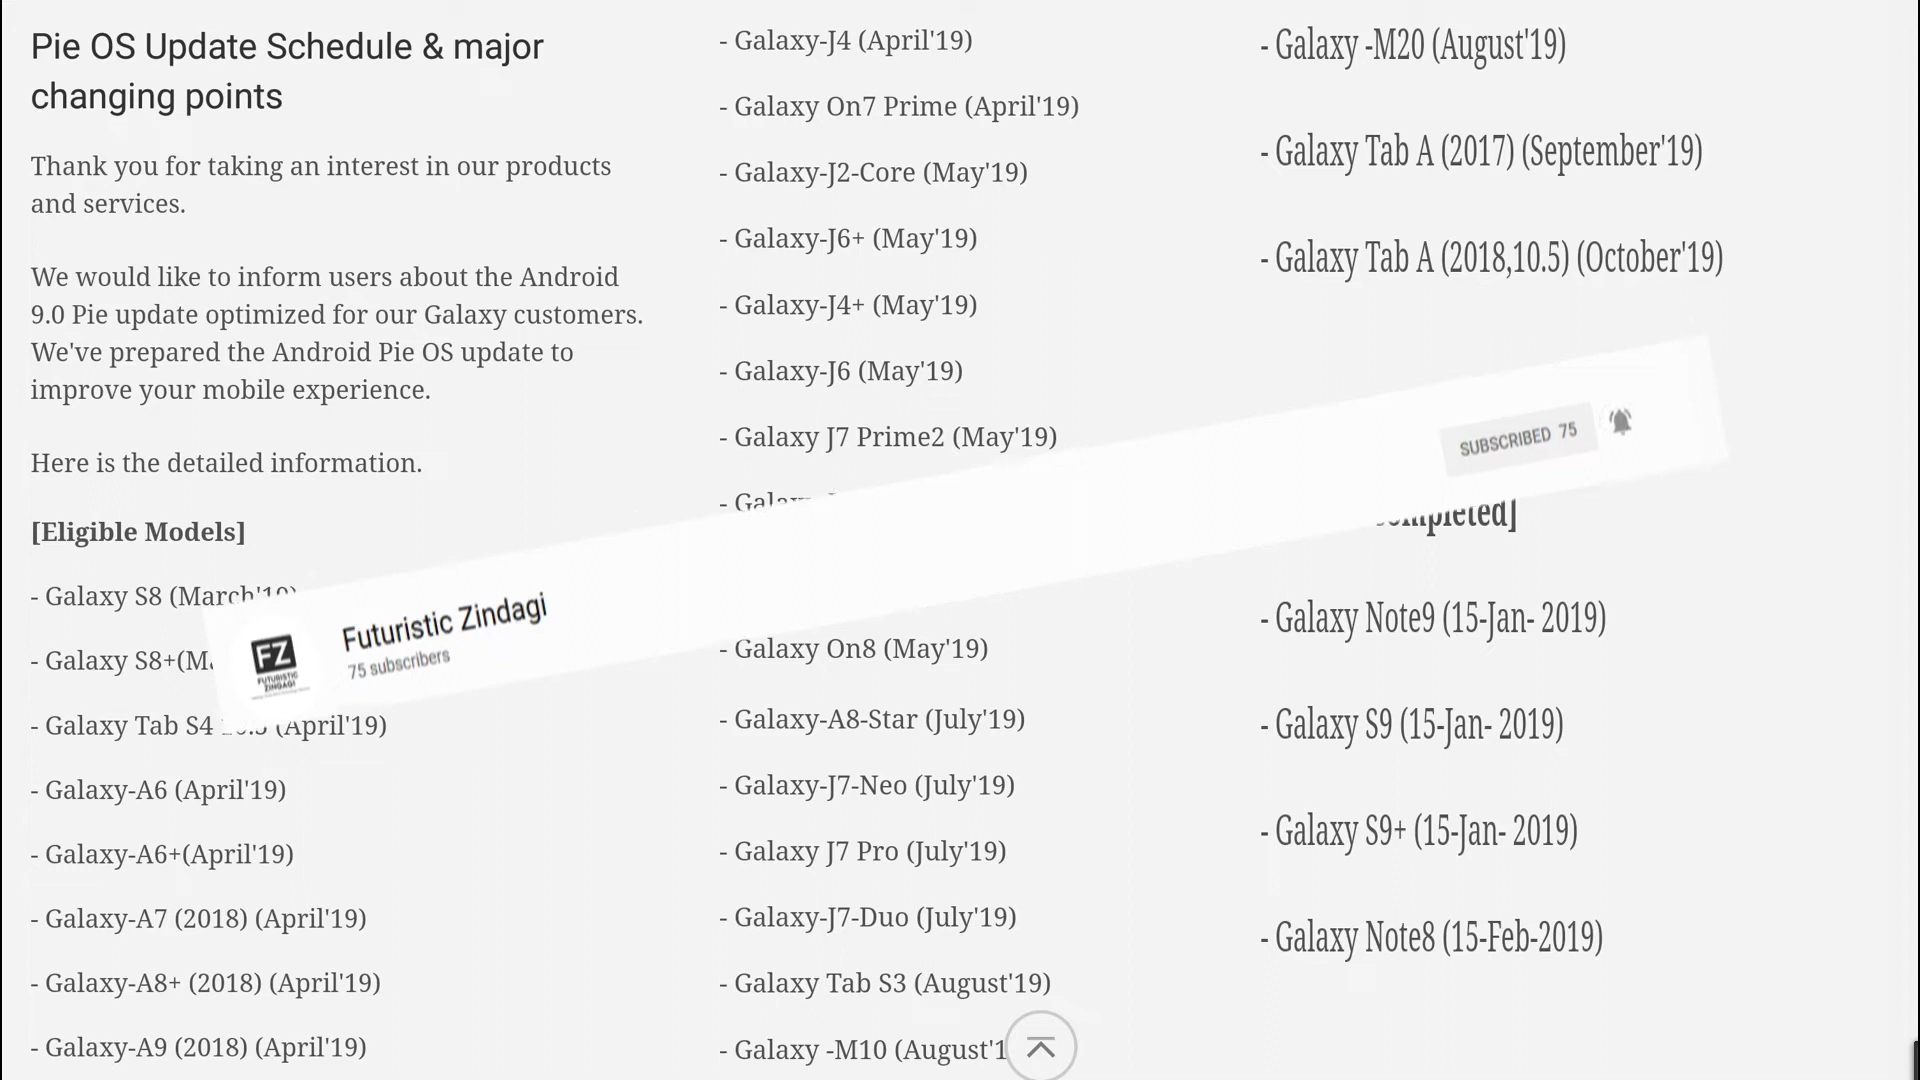 Pie OS Update Schedule & major
changing points
Thank you for taking an interest in our products
and services.
We would like to inform users about the Android
9.0 Pie update optimized for our Galaxy customers.
We've prepared the Android Pie OS update to
improve your mobile experience.
Here is the detailed information.
[Eligible Models]
- Galaxy S8 (March'19)
- Galaxy S8+(Ma
- Galaxy Tab S4 10.5 (April'19)
- Galaxy-A6 (April'19)
- Galaxy-A6+(April'19)
- Galaxy-A7 (2018) (April'19)
- Galaxy-A8+ (2018) (April'19)
- Galaxy-A9 (2018) (April'19)
- Galaxy-J4 (April'19)
- Galaxy On7 Prime (April'19)
- Galaxy-J2-Core (May'19)
- Galaxy-J6+ (May'19)
- Galaxy-J4+ (May'19)
- Galaxy-J6 (May'19)
- Galaxy J7 Prime2 (May'19)
- Galaxy On8 (May'19)
- Galaxy-A8-Star (July'19)
- Galaxy-J7-Neo (July'19)
- Galaxy J7 Pro (July'19)
- Galaxy-J7-Duo (July'19)
- Galaxy Tab S3 (August'19)
- Galaxy -M10 (August'1
- Galaxy -M20 (August'19)
- Galaxy Tab A (2017) (September'19)
- Galaxy Tab A (2018,10.5) (October'19)
completed]
- Galaxy Note9 (15-Jan- 2019)
- Galaxy S9 (15-Jan- 2019)
- Galaxy S9+ (15-Jan- 2019)
- Galaxy Note8 (15-Feb-2019)
FZ
FUTURISTIC
ZINDAGI
Futuristic Zindagi
75 subscribers
SUBSCRIBED 75